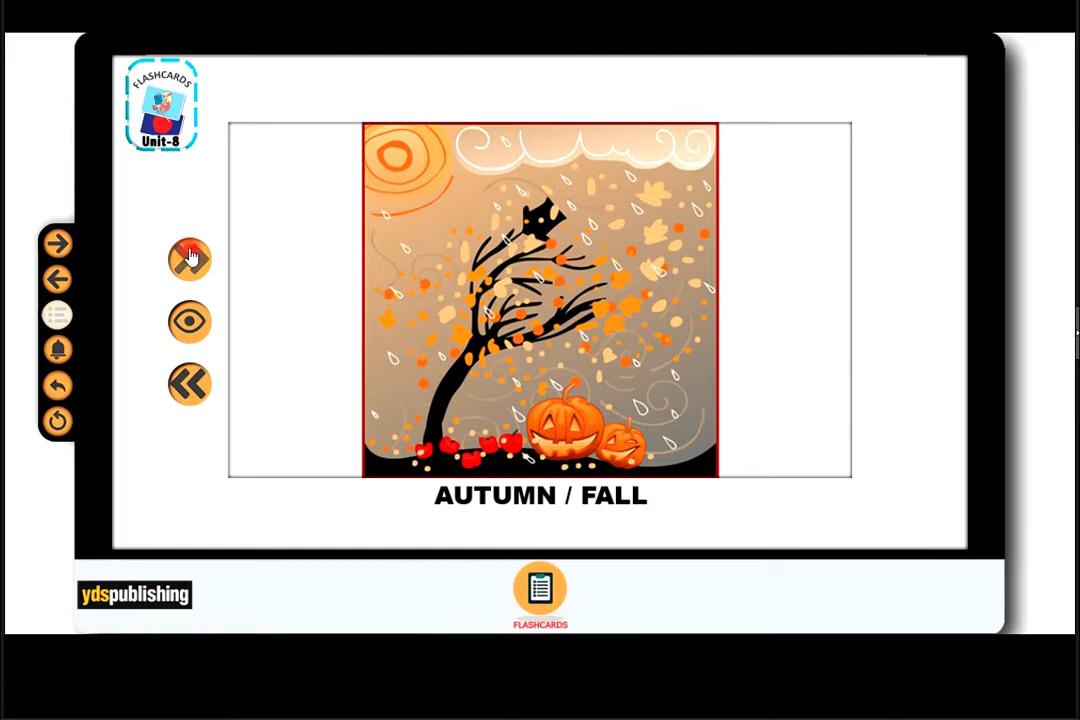 FLASHCARDS
Unit-8
AUTUMN / FALL
ydspublishing
FLASHCARDS